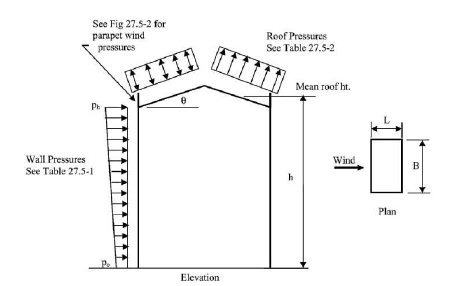 See Fig 27.5-2 for
parapet wind
pressures
Roof Pressures
See Table 27.5-2
Mean roof ht.
ph
θ
L
Wall Pressures
See Table 27.5-1
Wind
B
h
Plan
p₀
Elevation